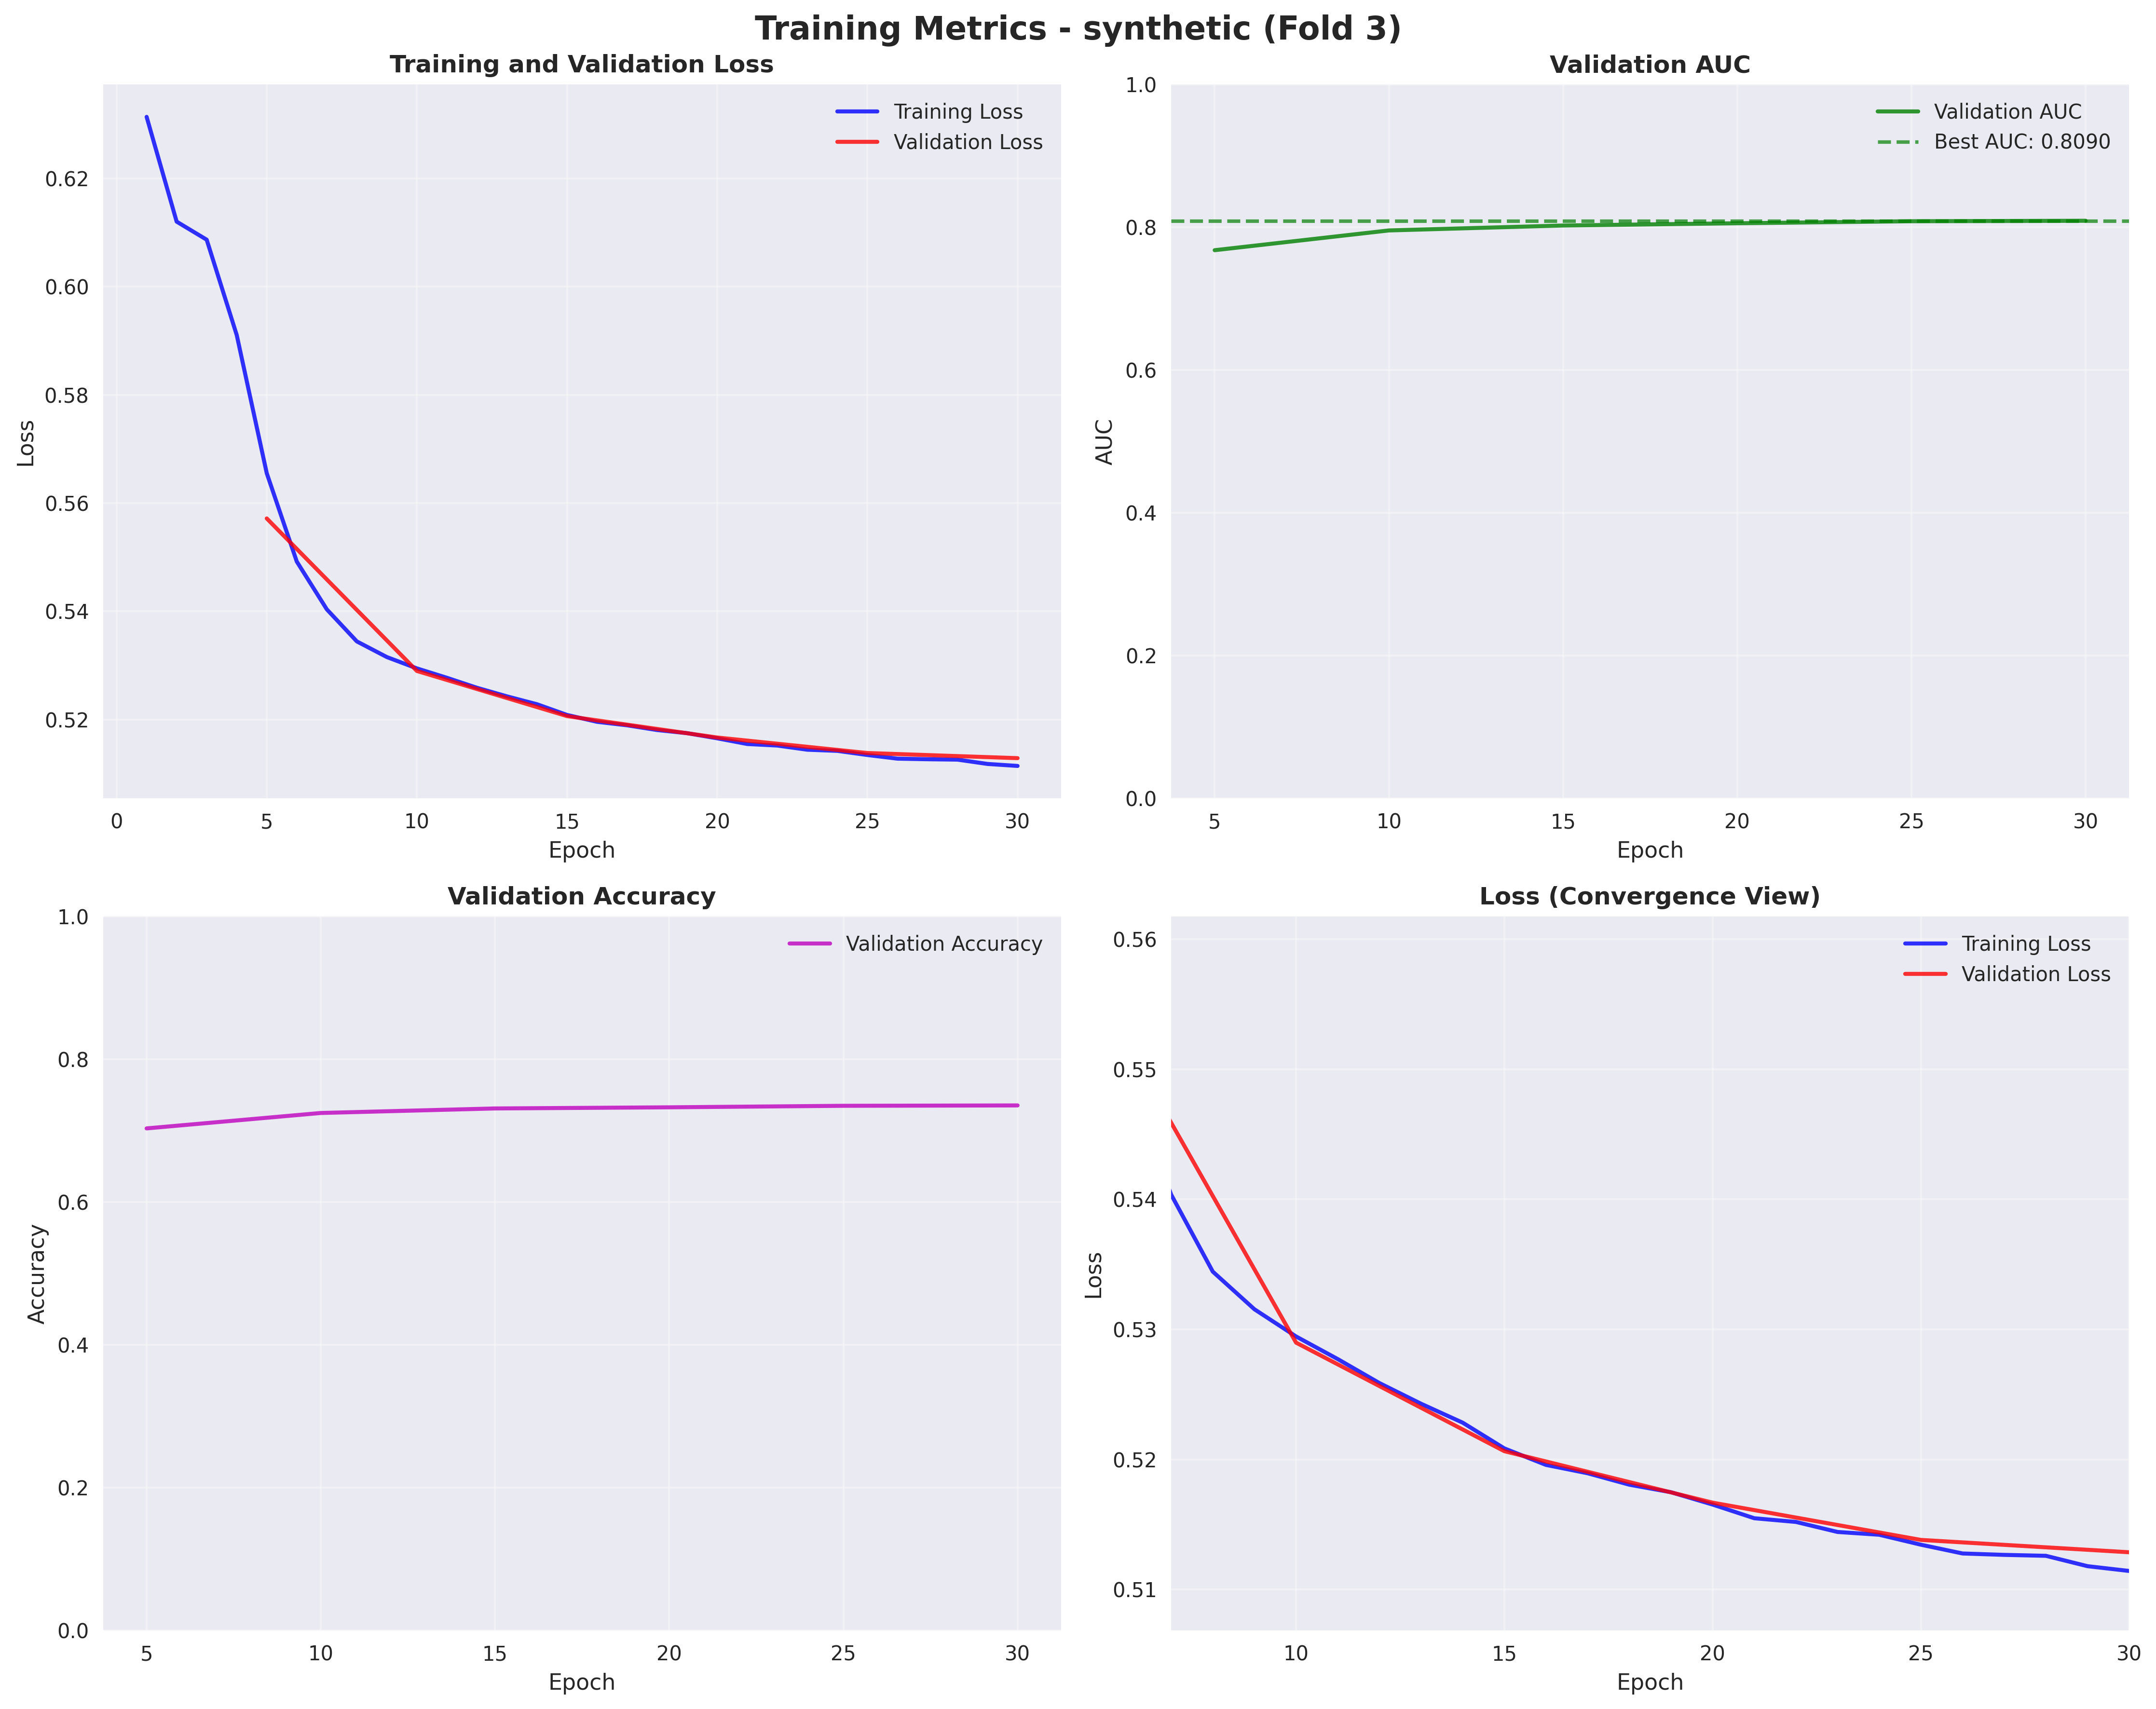 Training Metrics - synthetic (Fold 3)
Training and Validation Loss
Training Loss
Validation Loss
0.62
0.60
0.58
0.56
0.54
0.52
Loss
0 5 10 15 20 25 30
Epoch
Validation AUC
Validation AUC
Best AUC: 0.8090
1.0
0.8
0.6
0.4
0.2
0.0
AUC
5 10 15 20 25 30
Epoch
Validation Accuracy
Validation Accuracy
1.0
0.8
0.6
0.4
0.2
0.0
Accuracy
5 10 15 20 25 30
Epoch
Loss (Convergence View)
Training Loss
Validation Loss
0.56
0.55
0.54
0.53
0.52
0.51
Loss
10 15 20 25 30
Epoch